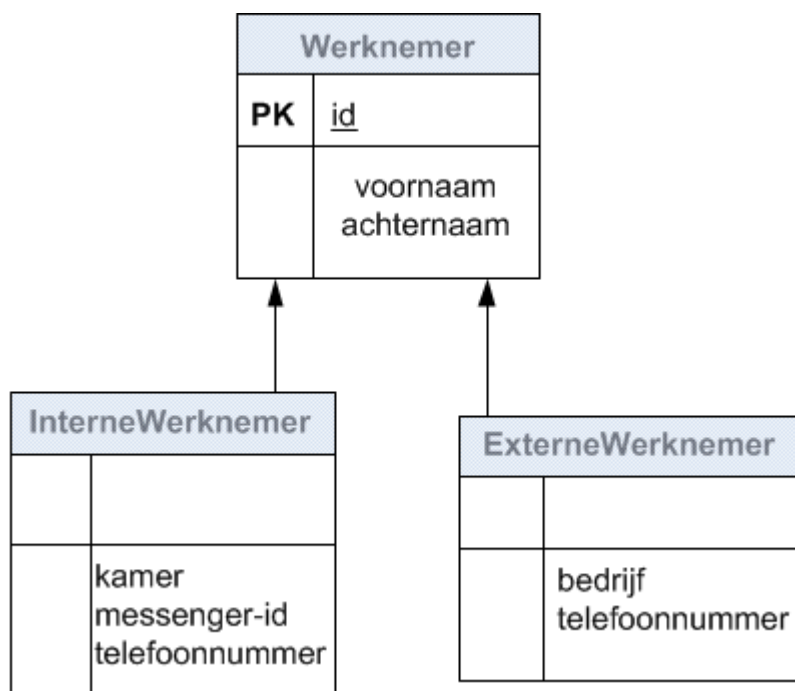 Werknemer
PK id
voornaam
achternaam
InterneWerknemer
kamer
messenger-id
telefoonnummer
ExterneWerknemer
bedrijf
telefoonnummer